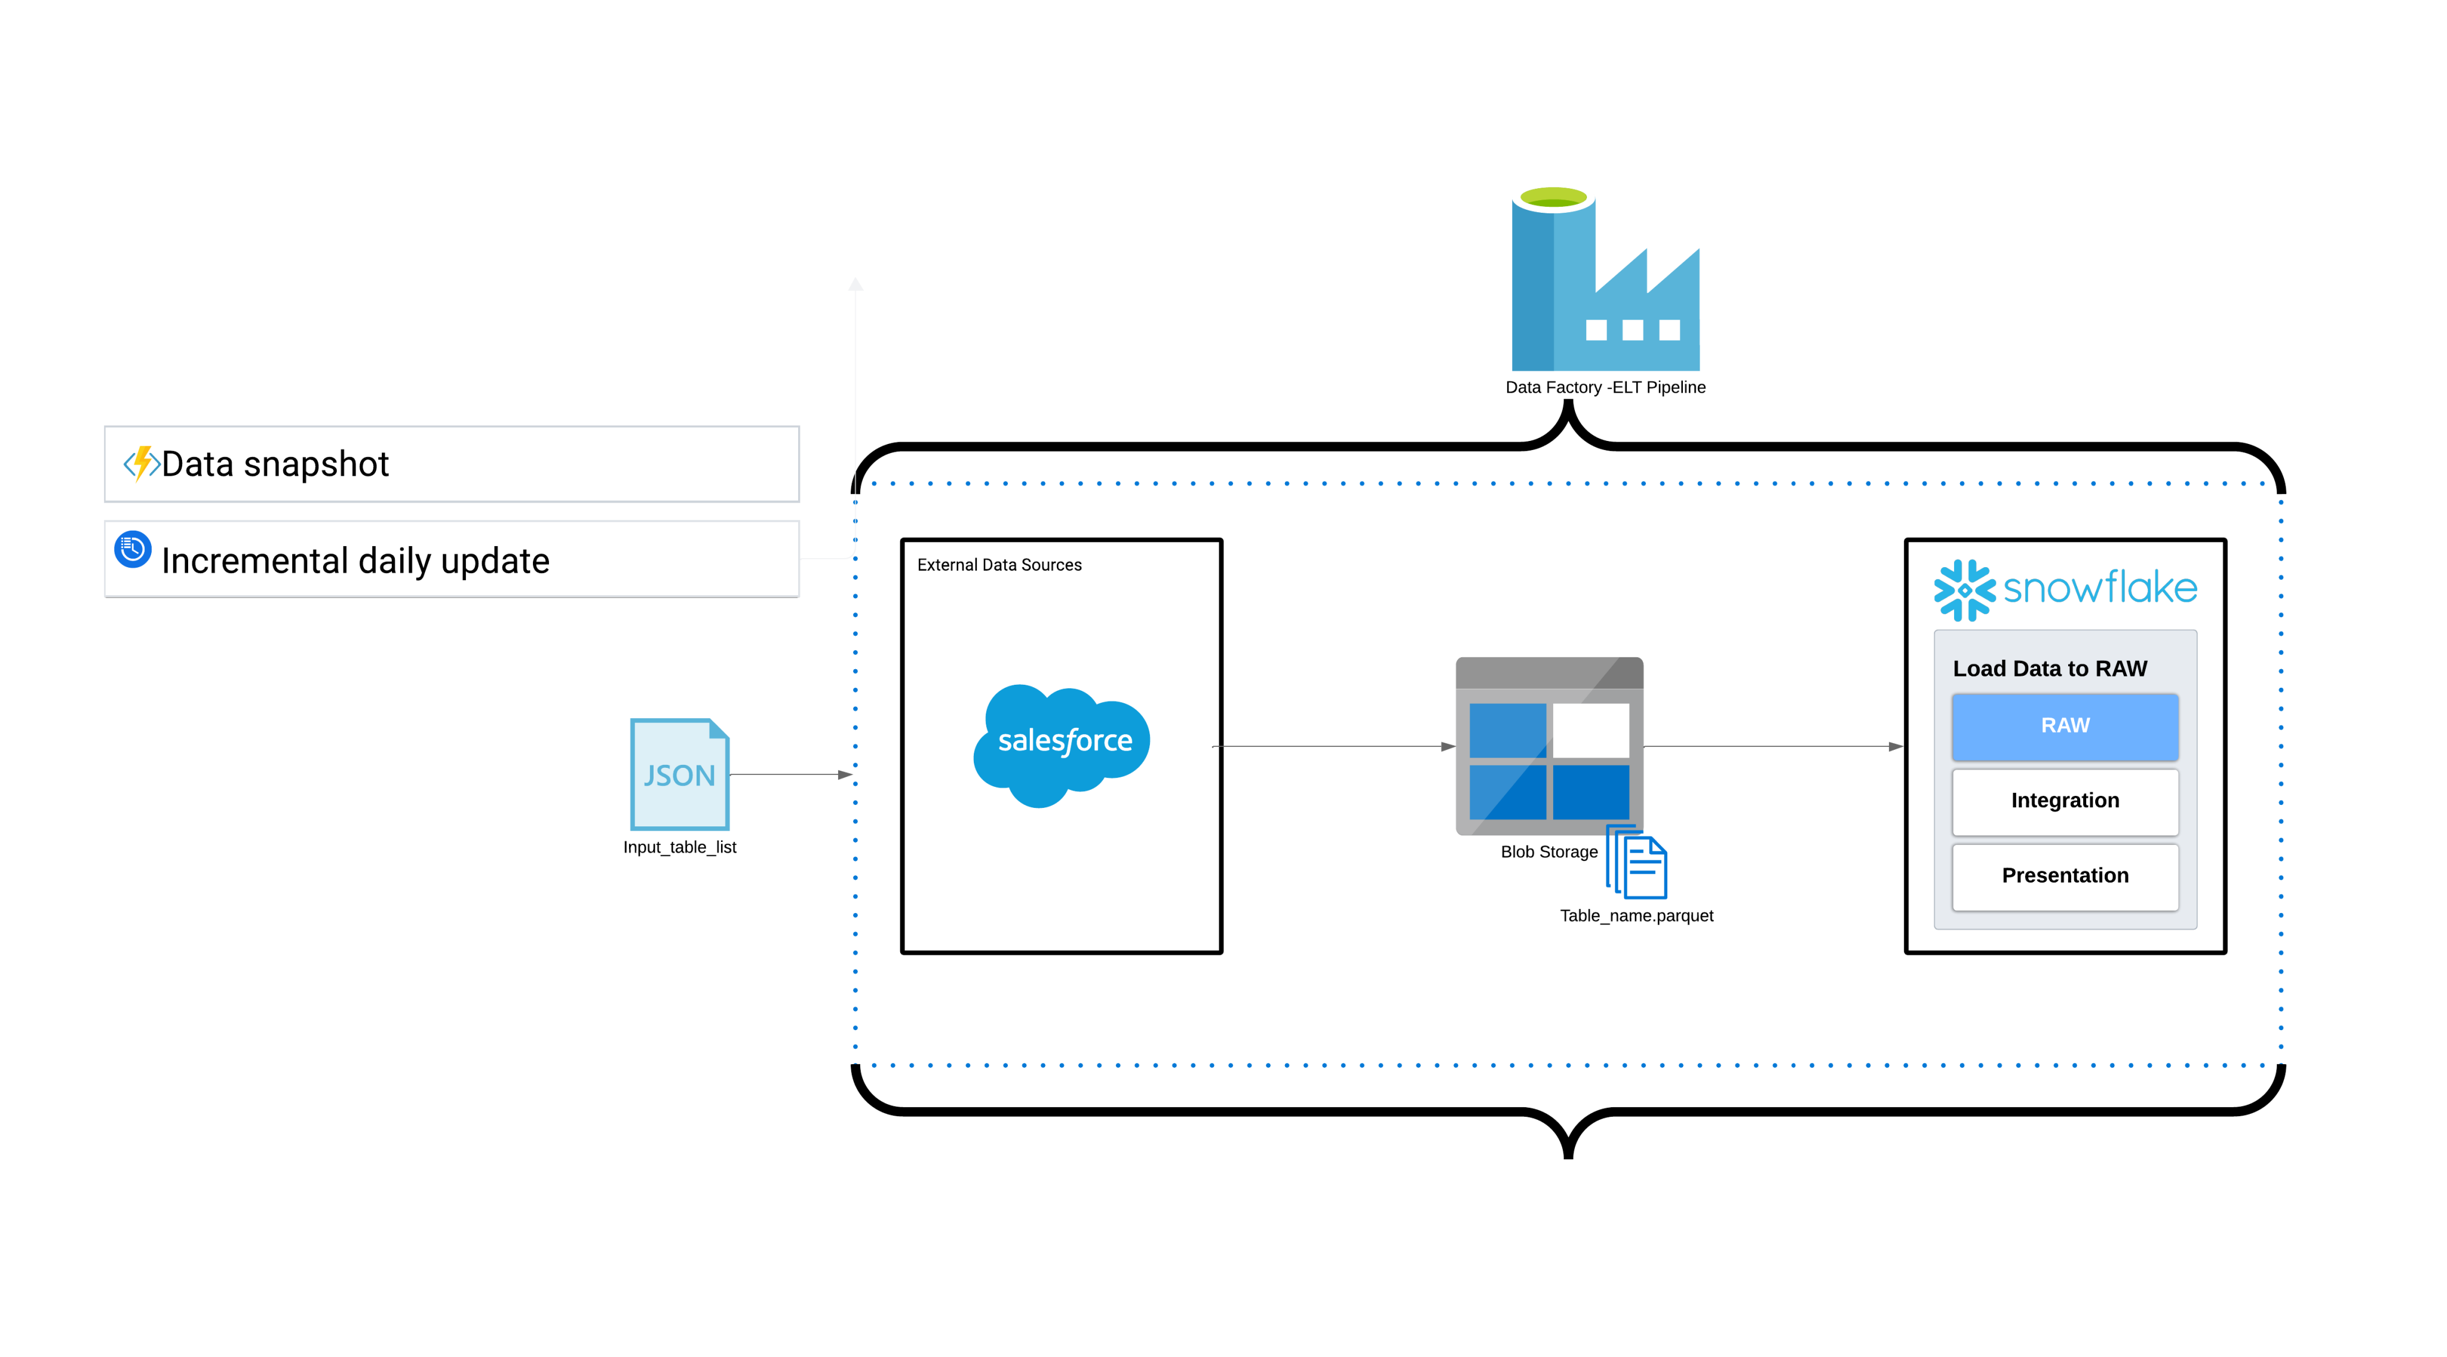 Data Factory -ELT Pipeline
Data snapshot
Incremental daily update
JSON
Input_table_list
External Data Sources
salesforce
Blob Storage
Table_name.parquet
snowflake
Load Data to RAW
RAW
Integration
Presentation